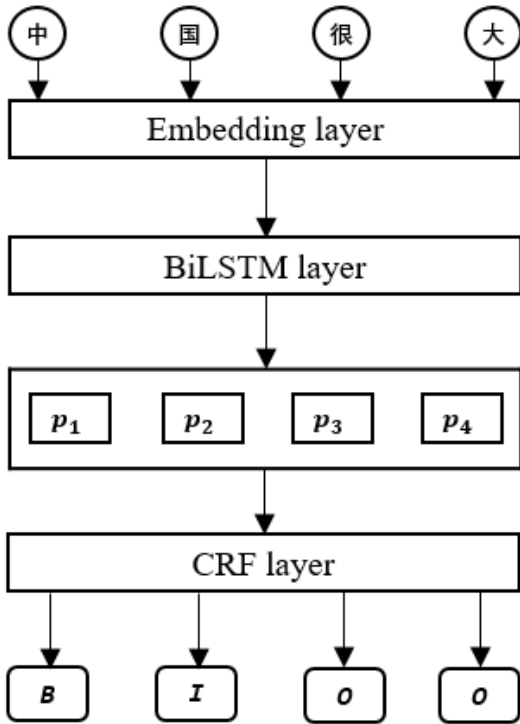 中 国 很 大
Embedding layer
BiLSTM layer
p₁ p₂ p₃ p₄
CRF layer
B I O O